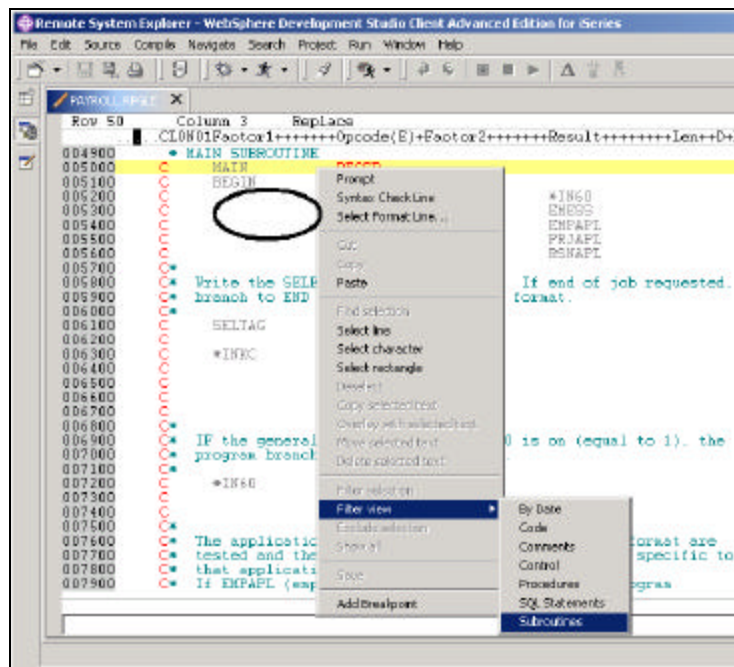 Remote System Explorer - WebSphere Development Studio Client Advanced Edition for iSeries
File Edit Source Compile Navigate Search Project Run Window Help
PAYROLL.RPGLE
Row 50 Column 3 Replace
.CL0N01Factor1+++++++Opcode(E)+Factor2+++++++Result++++++++Len++D+
004900 * MAIN SUBROUTINE
005000 C MAIN BEGSR
005100 C BEGIN
005200 C *IN60
005300 C EMESS
005400 C EMPAPL
005500 C PRJAPL
005600 C RSNAPL
005700 C*
005800 C* Write the If end of job requested.
005900 C* branch to END format.
006000 C*
006100 C SELTAG
006200 C
006300 C *INKC
006400 C
006500 C
006600 C
006700 C
006800 C*
006900 C* IF the general 0 is on (equal to 1). the
007000 C* program branch
007100 C*
007200 C *IN60
007300 C
007400 C
007500 C*
007600 C* The applicatio ormat are
007700 C* tested and the specific to
007800 C* that applicati
007900 C* If EMPAPL (emp ogram
Prompt
Syntax Check Line
Select Format Line...
Cut
Copy
Paste
Find selection
Select line
Select character
Select rectangle
Deselect
Copy selected text
Overlay with selected text
Move selected text
Delete selected text
Filter selection
Filter view
Exclude selection
Show all
Save
Add Breakpoint
By Date
Code
Comments
Control
Procedures
SQL Statements
Subroutines